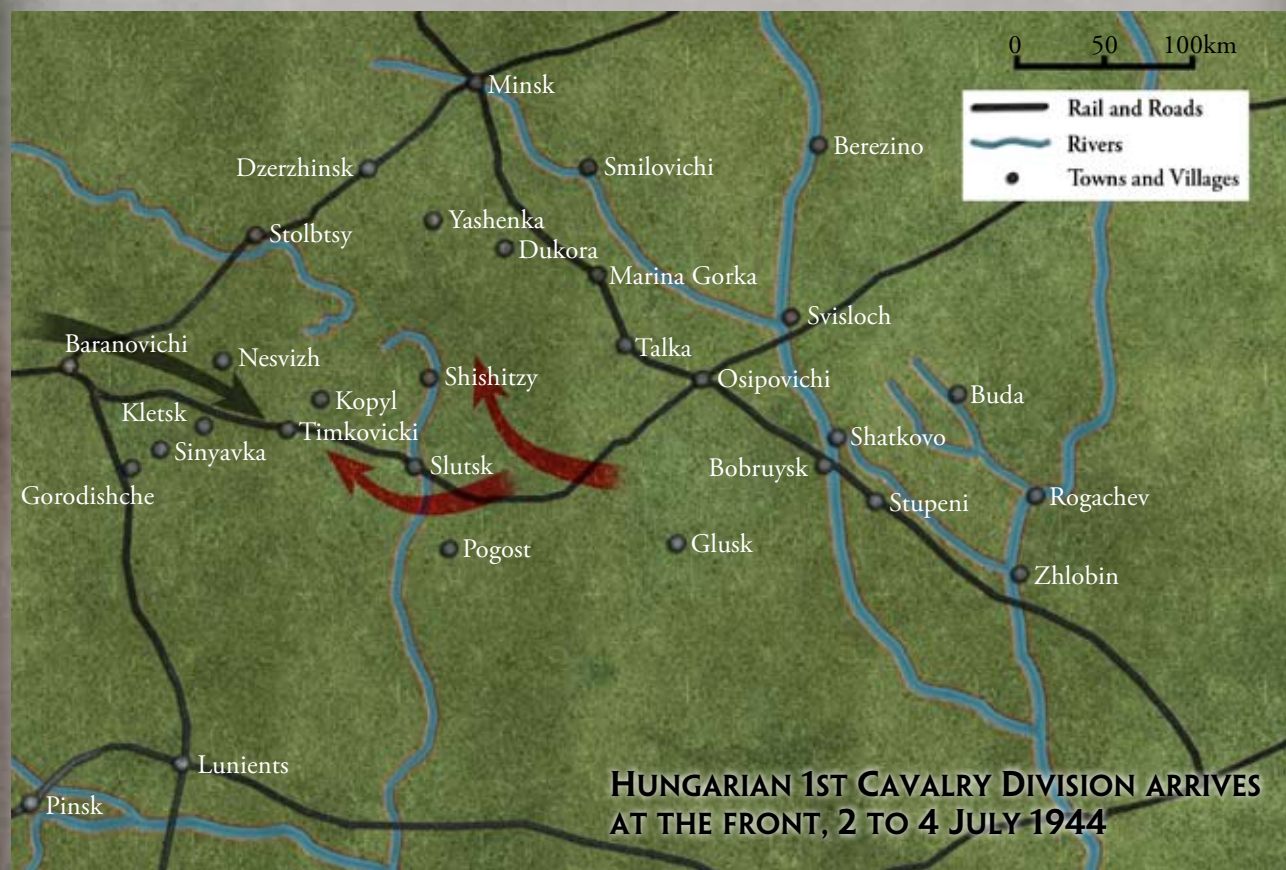 0 50 100km
Rail and Roads
Rivers
Towns and Villages
Minsk
Berezino
Dzerzhinsk
Smilovichi
Yashenka
Stolbtsy
Dukora
Marina Gorka
Svisloch
Baranovichi
Nesvizh
Talka
Shishitzy
Osipovichi
Kopyl
Buda
Kletsk
Timkovicki
Shatkovo
Sinyavka
Slutsk
Bobruysk
Gorodishche
Stupeni
Rogachev
Pogost
Glusk
Zhlobin
Lunients
Pinsk
HUNGARIAN 1ST CAVALRY DIVISION ARRIVES
AT THE FRONT, 2 TO 4 JULY 1944